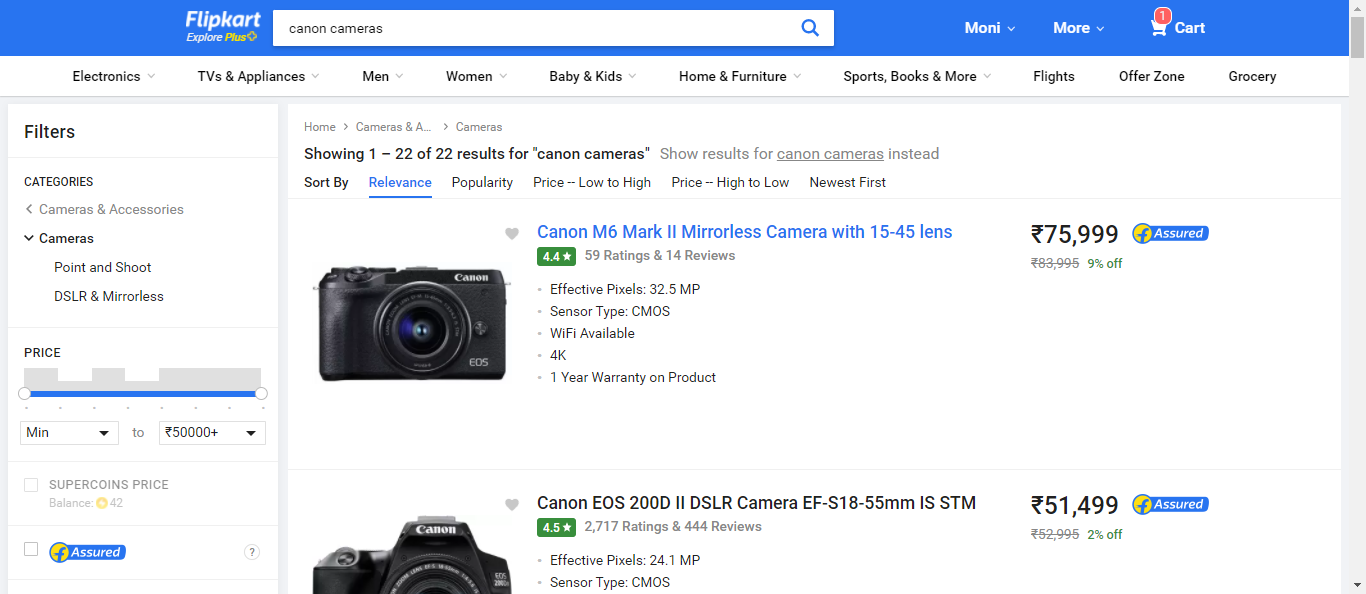 Flipkart
Explore Plus
canon cameras
Moni
More
1
Cart
Electronics
TVs & Appliances
Men
Women
Baby & Kids
Home & Furniture
Sports, Books & More
Flights
Offer Zone
Grocery
Filters
CATEGORIES
Cameras & Accessories
Cameras
Point and Shoot
DSLR & Mirrorless
PRICE
Min
to
₹50000+
SUPERCOINS PRICE
Balance: 42
Assured
?
Home > Cameras & A... > Cameras
Showing 1 – 22 of 22 results for "canon cameras" Show results for canon cameras instead
Sort By Relevance Popularity Price -- Low to High Price -- High to Low Newest First
Canon
EOS
Canon M6 Mark II Mirrorless Camera with 15-45 lens
4.4★ 59 Ratings & 14 Reviews
• Effective Pixels: 32.5 MP
• Sensor Type: CMOS
• WiFi Available
• 4K
• 1 Year Warranty on Product
₹75,999 Assured
₹83,995 9% off
Canon
EOS
Canon EOS 200D II DSLR Camera EF-S18-55mm IS STM
4.5★ 2,717 Ratings & 444 Reviews
• Effective Pixels: 24.1 MP
• Sensor Type: CMOS
₹51,499 Assured
₹52,995 2% off